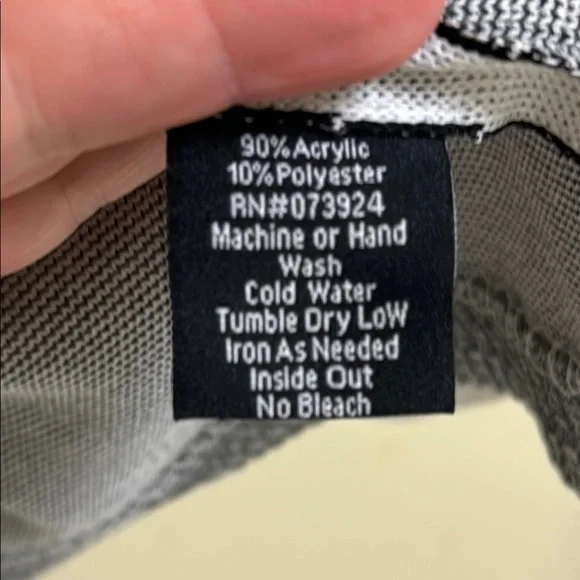 90%Acrylic
10%Polyester
RN#073924
Machine or Hand
Wash
Cold Water
Tumble Dry LoW
Iron As Needed
Inside Out
No Bleach